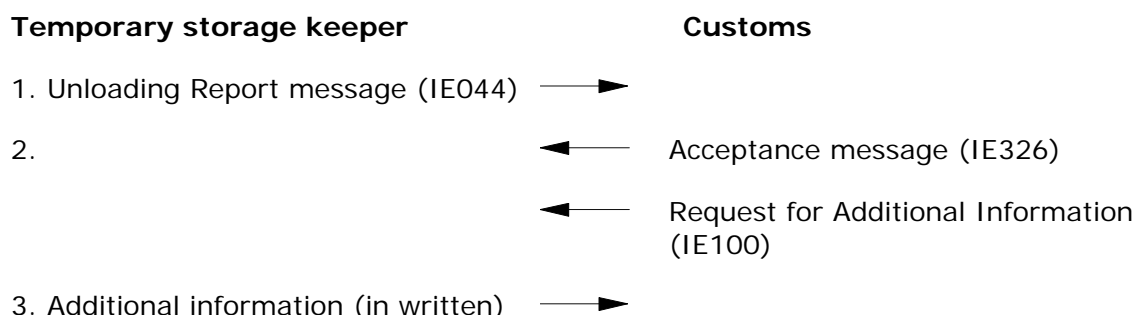 Temporary storage keeper Customs
1. Unloading Report message (IE044)
2. Acceptance message (IE326)
Request for Additional Information
(IE100)
3. Additional information (in written)